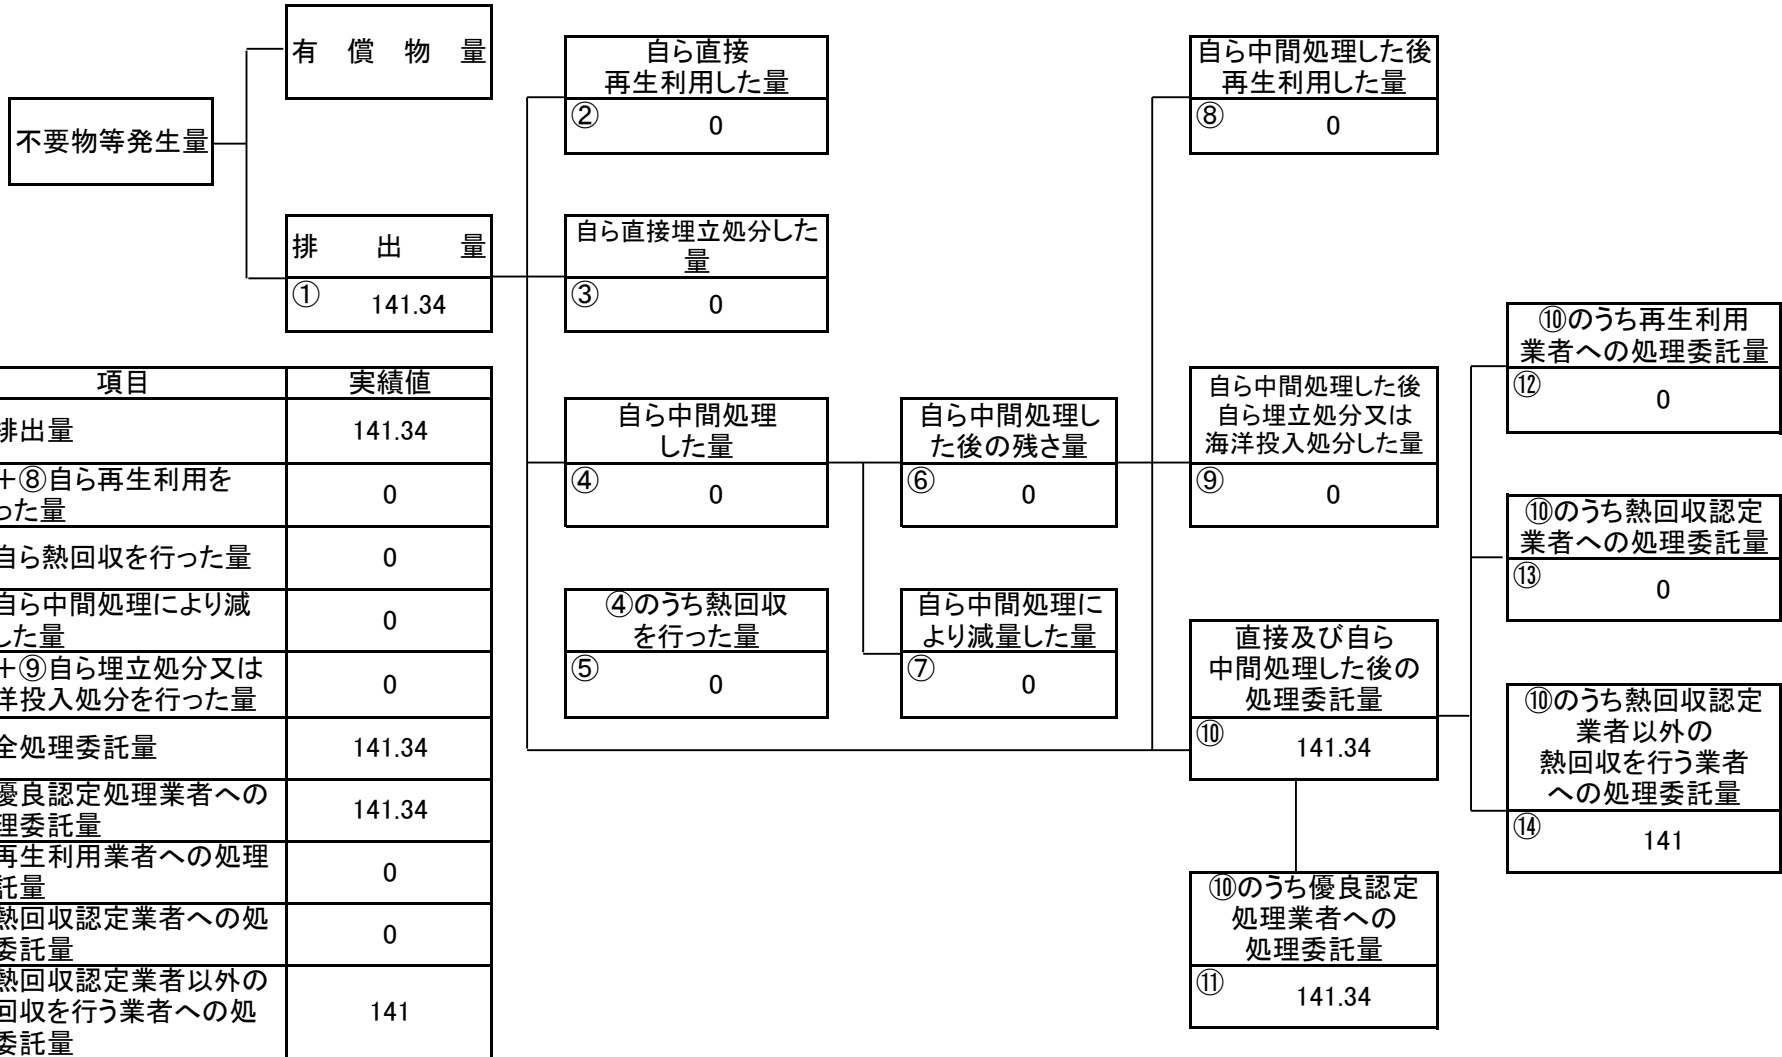 有 償 物 量
不要物等発生量
排 出 量
① 141.34
自ら直接
再生利用した量
② 0
自ら直接埋立処分した
量
③ 0
自ら中間処理
した量
④ 0
④のうち熱回収
を行った量
⑤ 0
自ら中間処理し
た後の残さ量
⑥ 0
自ら中間処理に
より減量した量
⑦ 0
自ら中間処理した後
再生利用した量
⑧ 0
自ら中間処理した後
自ら埋立処分又は
海洋投入処分した量
⑨ 0
直接及び自ら
中間処理した後の
処理委託量
⑩ 141.34
⑩のうち優良認定
処理業者への
処理委託量
⑪ 141.34
⑩のうち再生利用
業者への処理委託量
⑫ 0
⑩のうち熱回収認定
業者への処理委託量
⑬ 0
⑩のうち熱回収認定
業者以外の
熱回収を行う業者
への処理委託量
⑭ 141
項目 実績値
排出量 141.34
+⑧自ら再生利用を
った量 0
自ら熱回収を行った量 0
自ら中間処理により減
した量 0
+⑨自ら埋立処分又は
洋投入処分を行った量 0
全処理委託量 141.34
優良認定処理業者への
理委託量 141.34
再生利用業者への処理
託量 0
熱回収認定業者への処
委託量 0
熱回収認定業者以外の
回収を行う業者への処
委託量 141